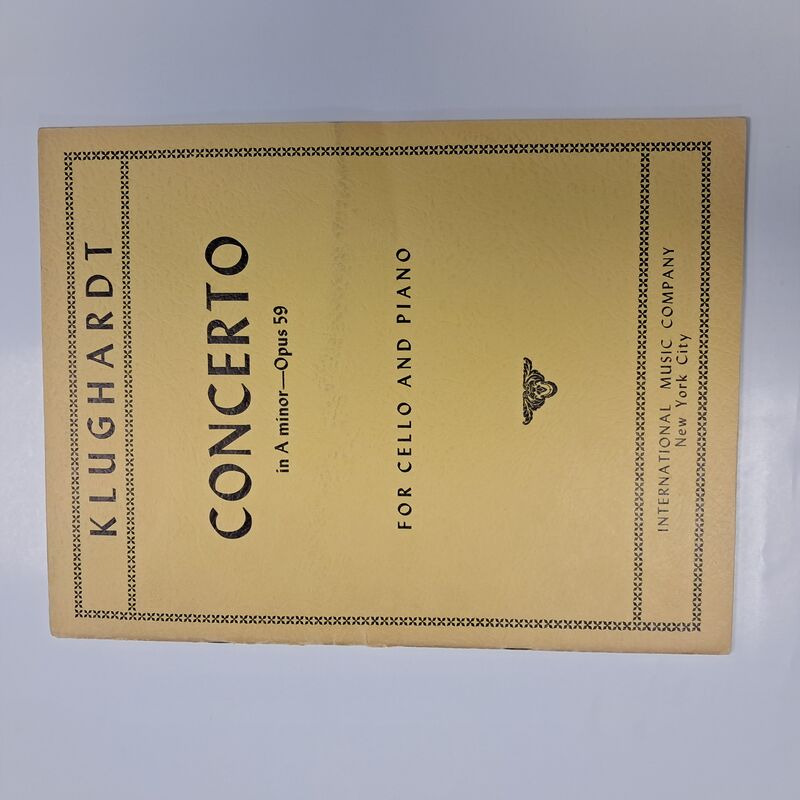 KLUGHARDT
CONCERTO
in A minor—Opus 59
FOR CELLO AND PIANO
INTERNATIONAL MUSIC COMPANY
New York City